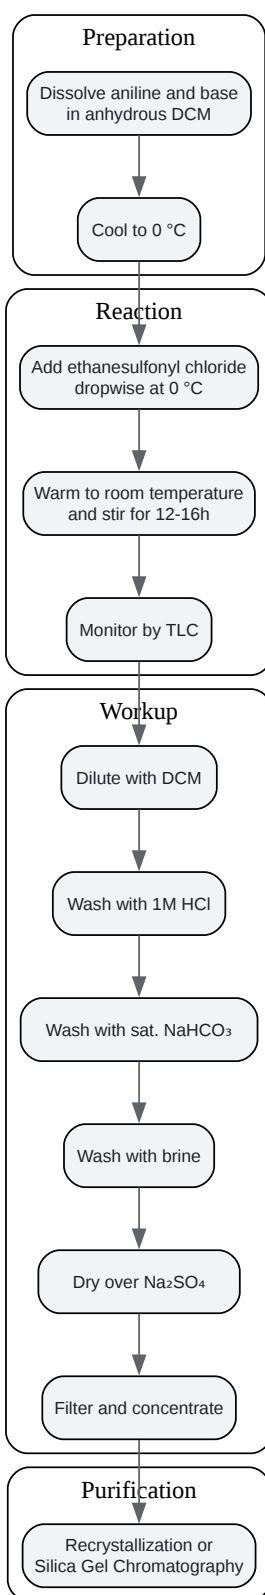 Preparation
Dissolve aniline and base
in anhydrous DCM
Cool to 0 °C
Reaction
Add ethanesulfonyl chloride
dropwise at 0 °C
Warm to room temperature
and stir for 12-16h
Monitor by TLC
Workup
Dilute with DCM
Wash with 1M HCl
Wash with sat. NaHCO₃
Wash with brine
Dry over Na₂SO₄
Filter and concentrate
Purification
Recrystallization or
Silica Gel Chromatography